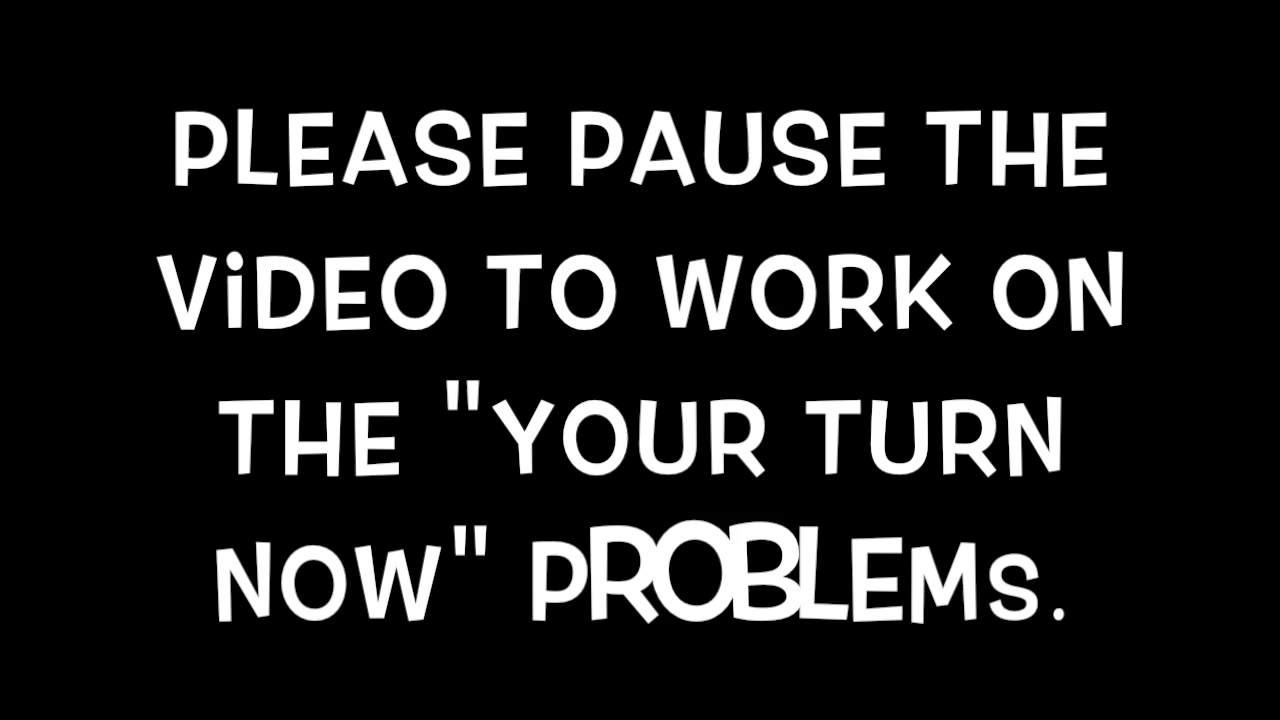 PLEASE PAUSE THE
ViDEO TO WORK ON
THE "YOUR TURN
NOW" PROBLEMS.